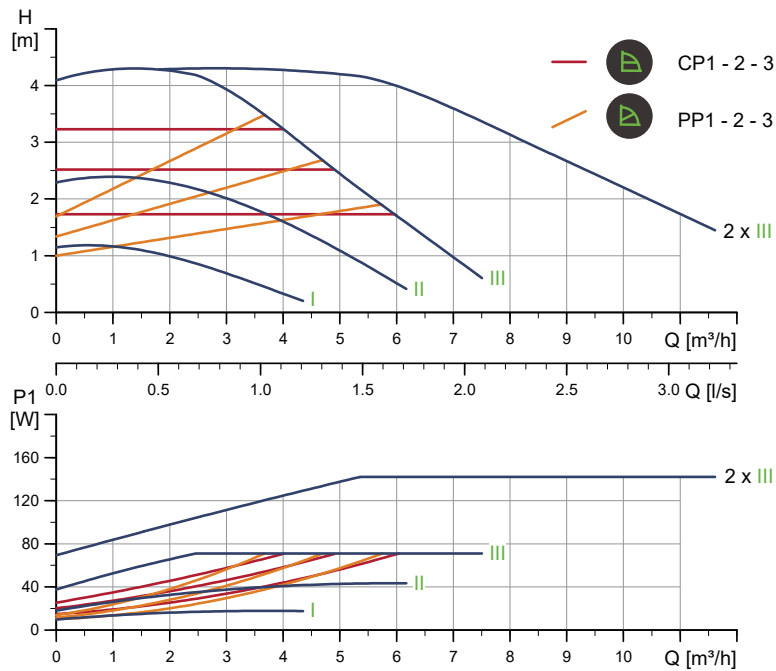 H
[m]
4
3
2
1
0
CP1 - 2 - 3
PP1 - 2 - 3
2 x III
III
II
I
0 1 2 3 4 5 6 7 8 9 10 Q [m³/h]
0.0 0.5 1.0 1.5 2.0 2.5 3.0 Q [l/s]
P1
[W]
160
120
80
40
0
2 x III
III
II
I
0 1 2 3 4 5 6 7 8 9 10 Q [m³/h]